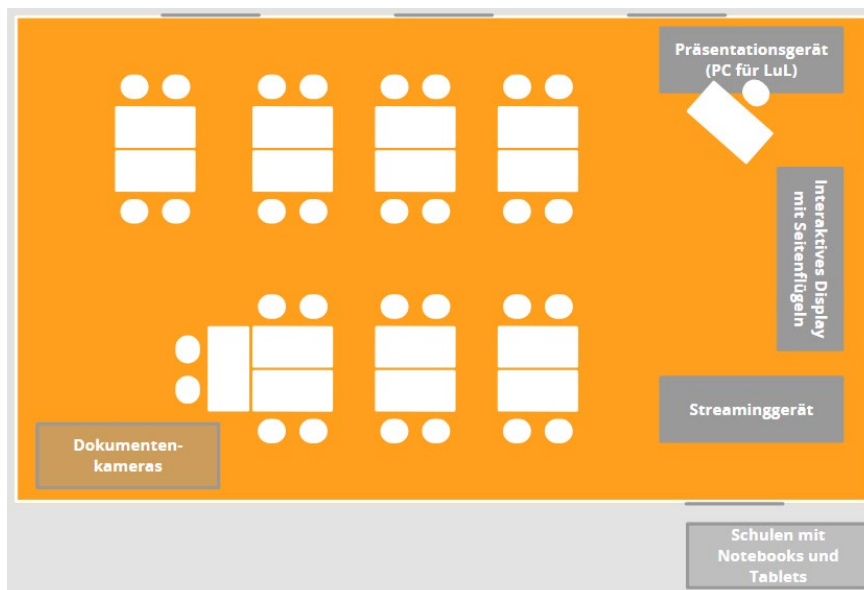 Präsentationsgerät
(PC für LuL)
Interaktives Display
mit Seitenflügeln
Streaminggerät
Dokumenten-
kameras
Schulen mit
Notebooks und
Tablets